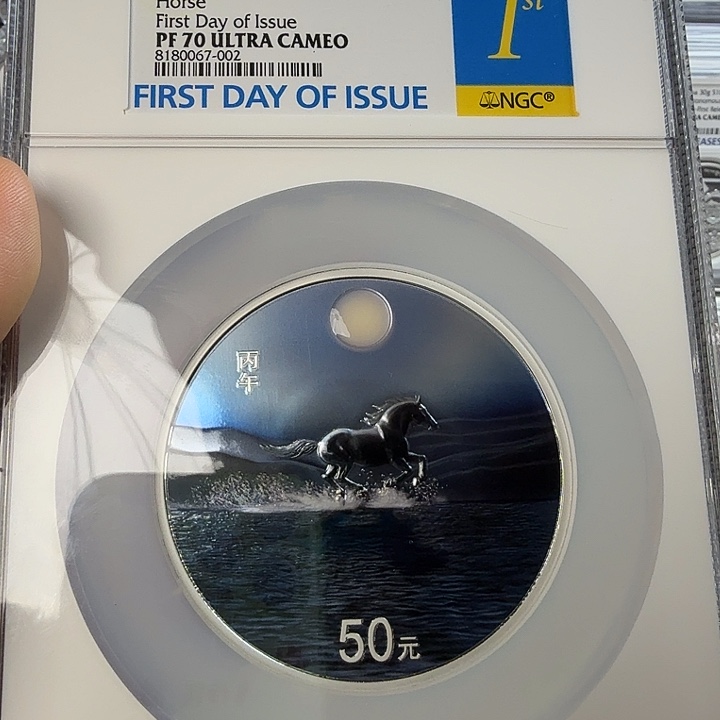 Horse
First Day of Issue
PF 70 ULTRA CAMEO
8180067-002
FIRST DAY OF ISSUE
1st
NGC®
丙午
50元